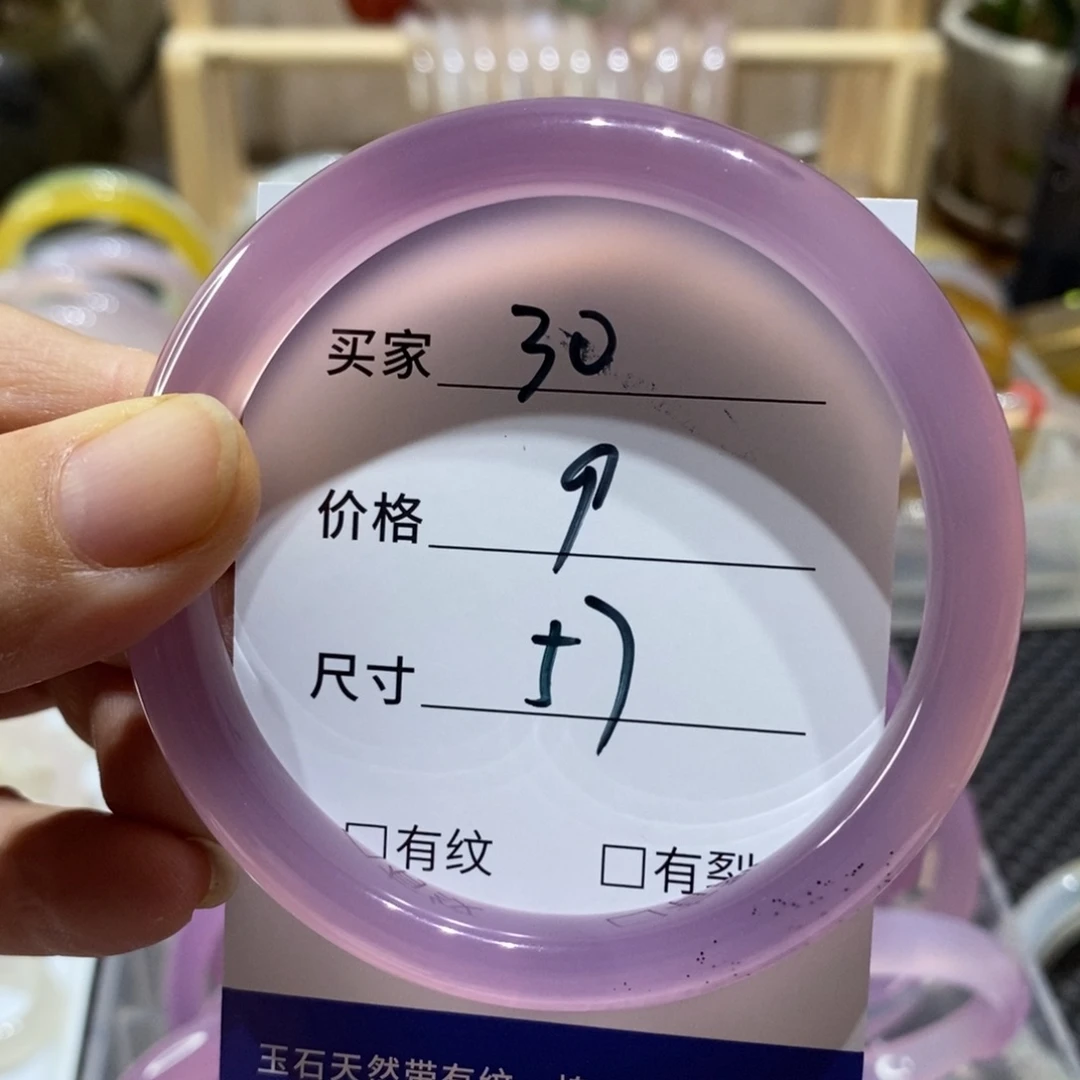 买家 30
价格 9
尺寸 57
□有纹 □有裂
玉石天然带有纹